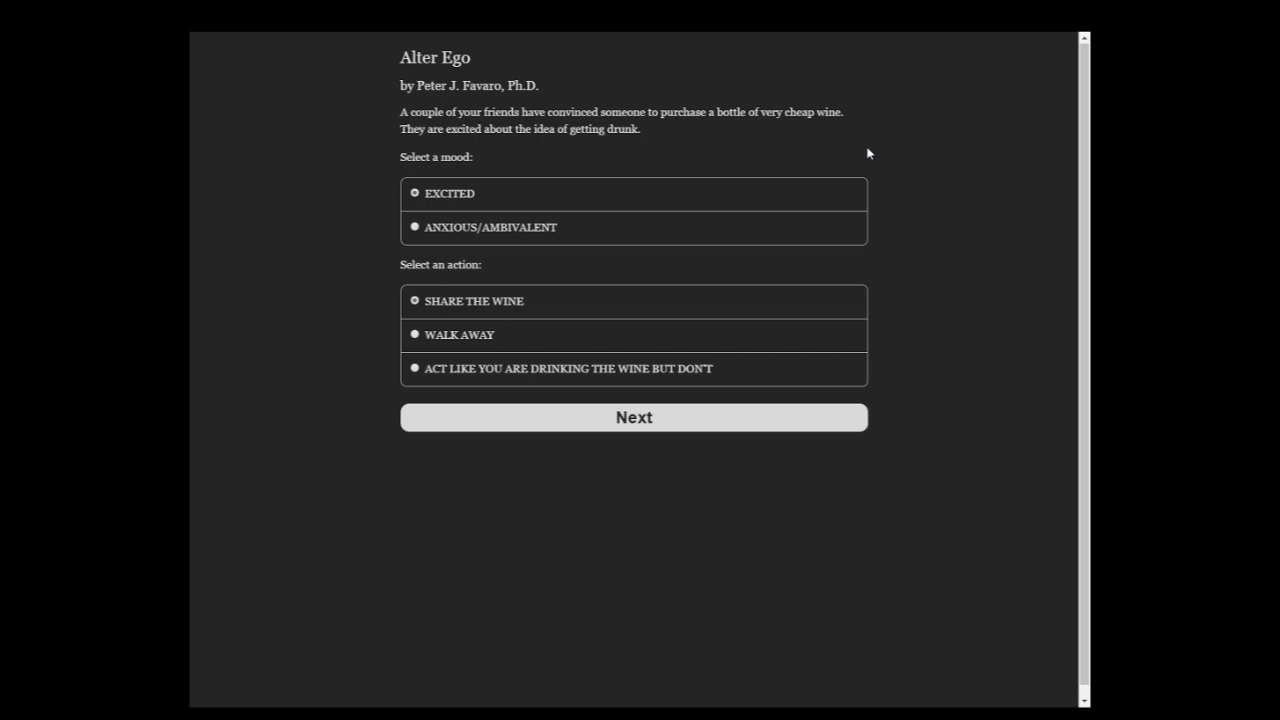 Alter Ego
by Peter J. Favaro, Ph.D.
A couple of your friends have convinced someone to purchase a bottle of very cheap wine.
They are excited about the idea of getting drunk.
Select a mood:
EXCITED
ANXIOUS/AMBIVALENT
Select an action:
SHARE THE WINE
WALK AWAY
ACT LIKE YOU ARE DRINKING THE WINE BUT DON'T
Next